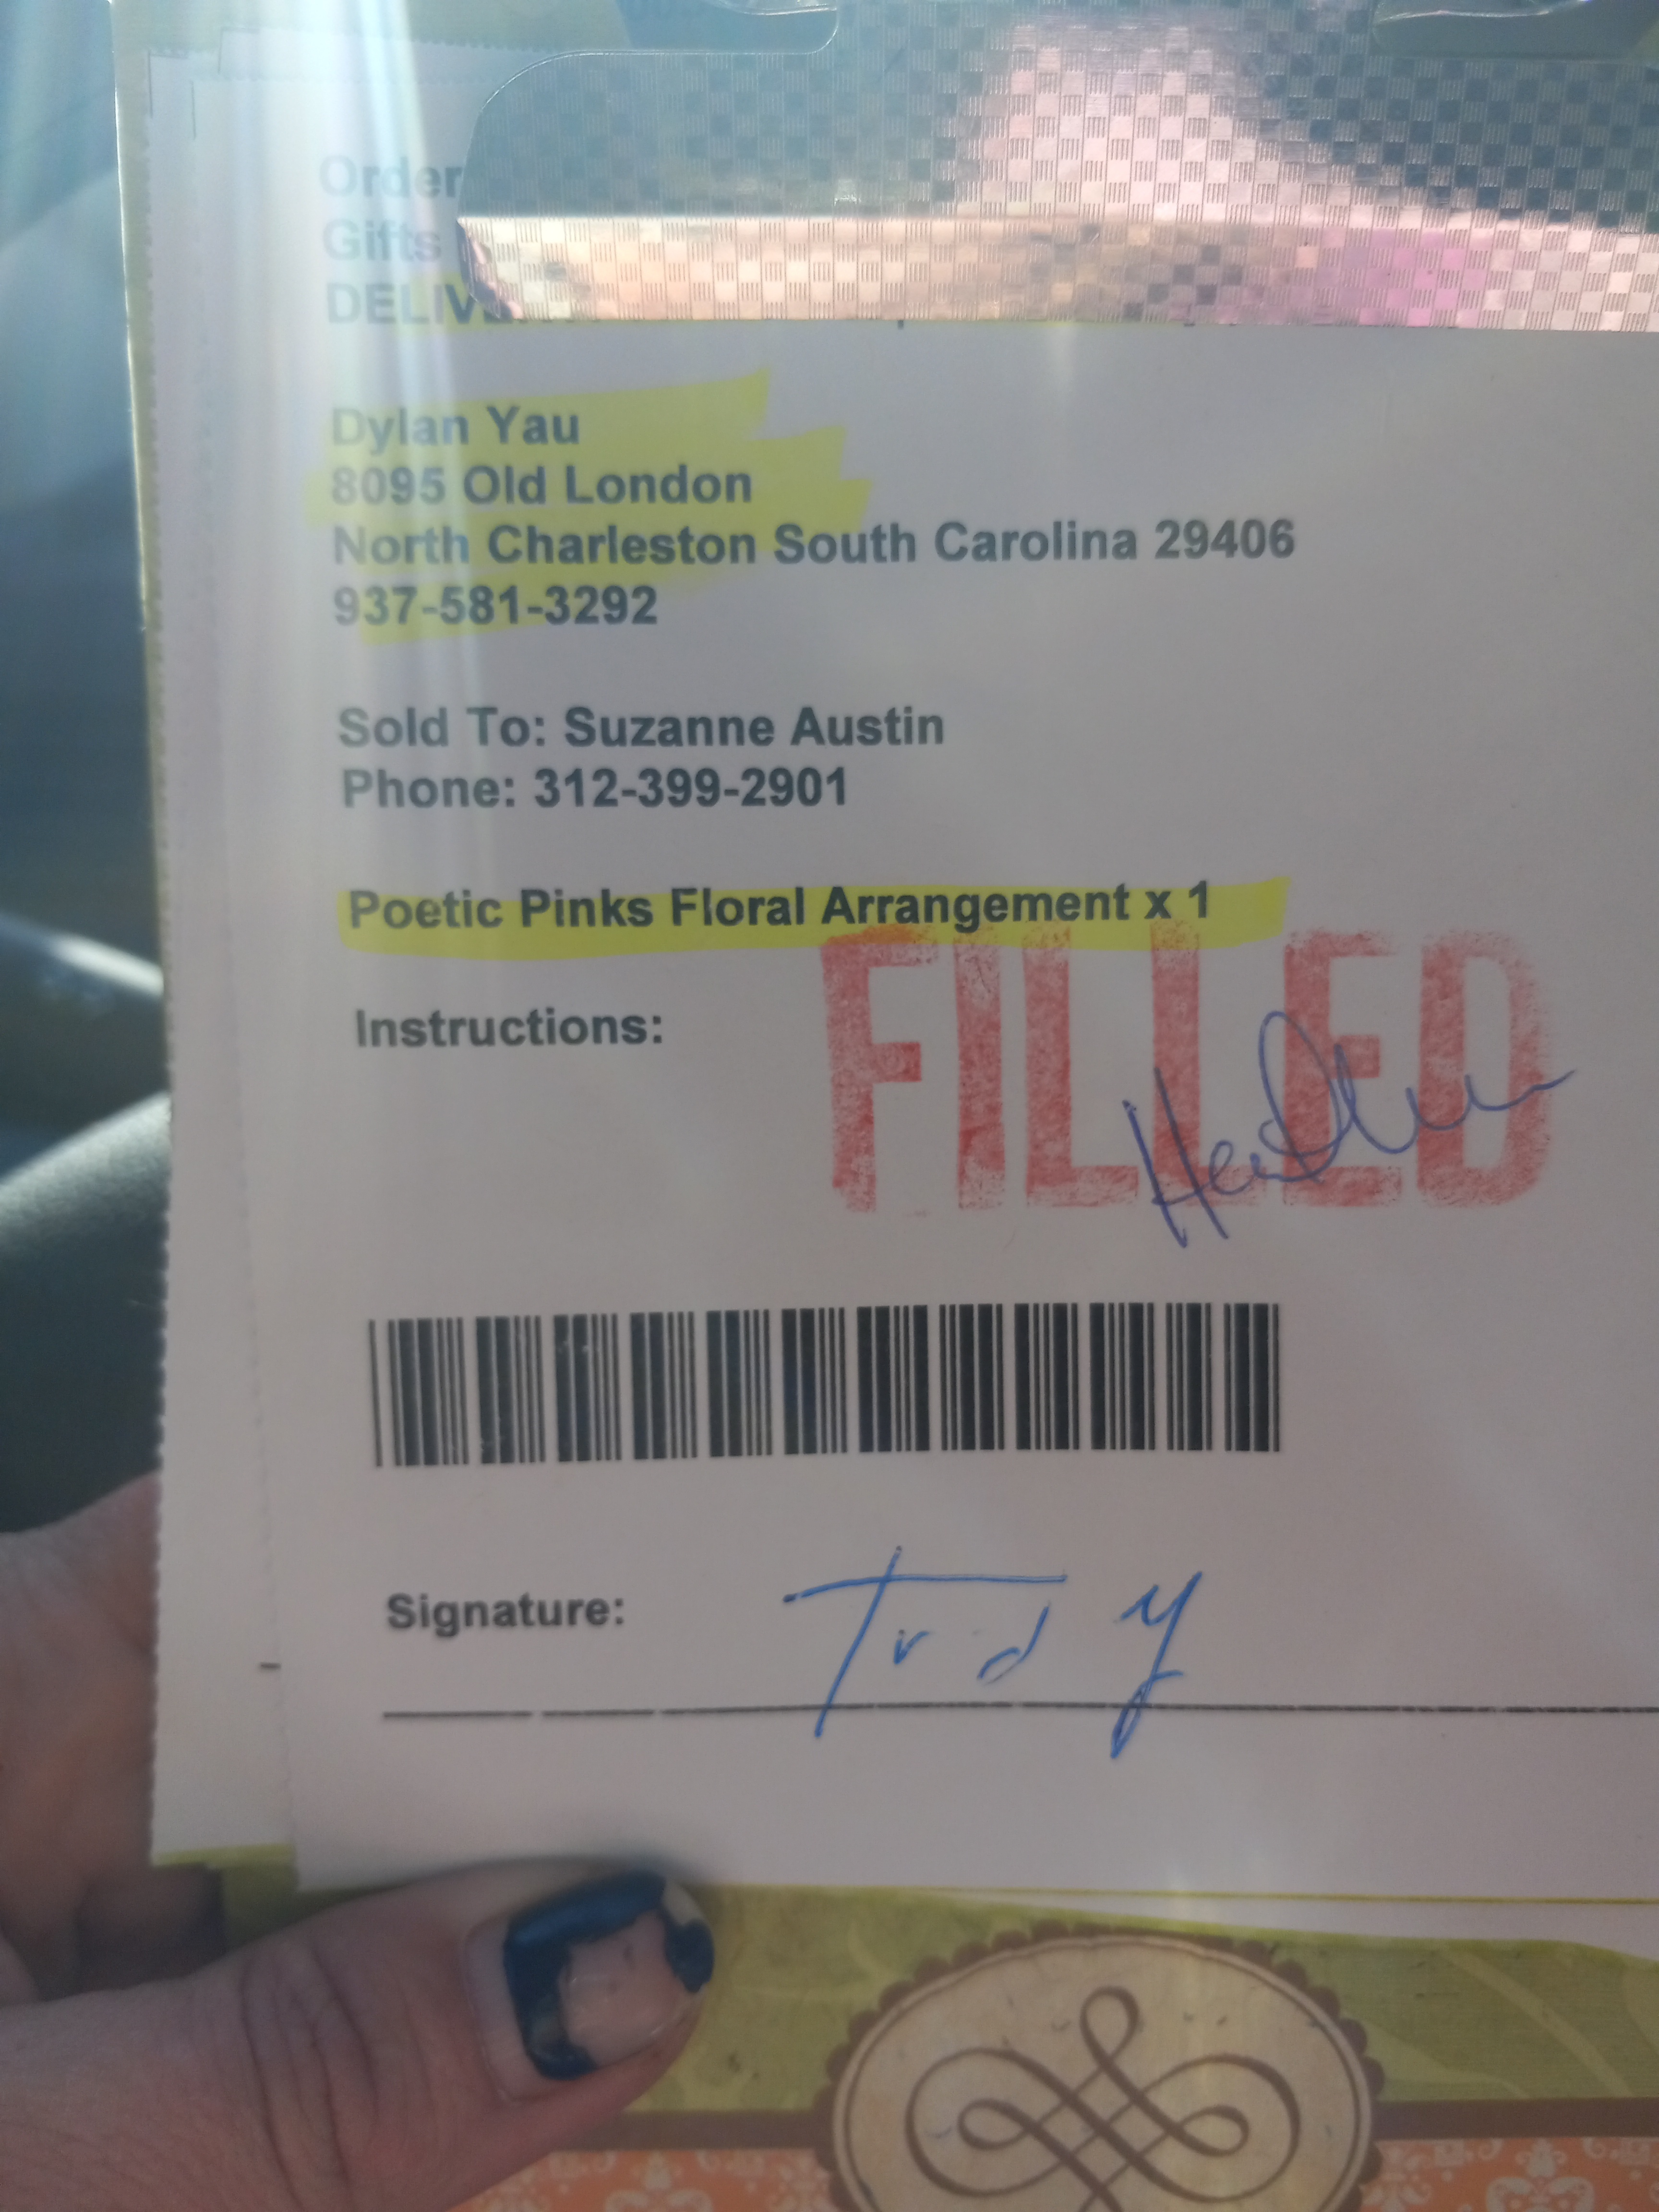 Order
Gifts
Dylan Yau
8095 Old London
North Charleston South Carolina 29406
937-581-3292
Sold To: Suzanne Austin
Phone: 312-399-2901
Poetic Pinks Floral Arrangement x 1
FILLED
Instructions:
Signature: